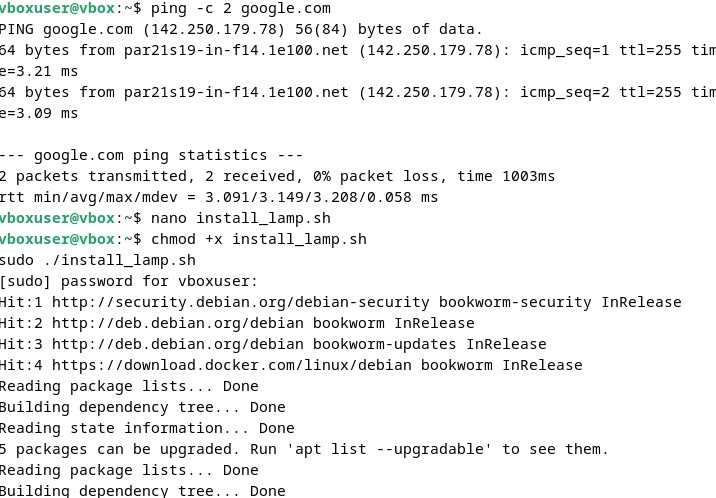 vboxuser@vbox:~$ ping -c 2 google.com
PING google.com (142.250.179.78) 56(84) bytes of data.
64 bytes from par21s19-in-f14.1e100.net (142.250.179.78): icmp_seq=1 ttl=255 tim
e=3.21 ms
64 bytes from par21s19-in-f14.1e100.net (142.250.179.78): icmp_seq=2 ttl=255 tim
e=3.09 ms
--- google.com ping statistics ---
2 packets transmitted, 2 received, 0% packet loss, time 1003ms
rtt min/avg/max/mdev = 3.091/3.149/3.208/0.058 ms
vboxuser@vbox:~$ nano install_lamp.sh
vboxuser@vbox:~$ chmod +x install_lamp.sh
sudo ./install_lamp.sh
[sudo] password for vboxuser:
Hit:1 http://security.debian.org/debian-security bookworm-security InRelease
Hit:2 http://deb.debian.org/debian bookworm InRelease
Hit:3 http://deb.debian.org/debian bookworm-updates InRelease
Hit:4 https://download.docker.com/linux/debian bookworm InRelease
Reading package lists... Done
Building dependency tree... Done
Reading state information... Done
5 packages can be upgraded. Run 'apt list --upgradable' to see them.
Reading package lists... Done
Building dependency tree... Done